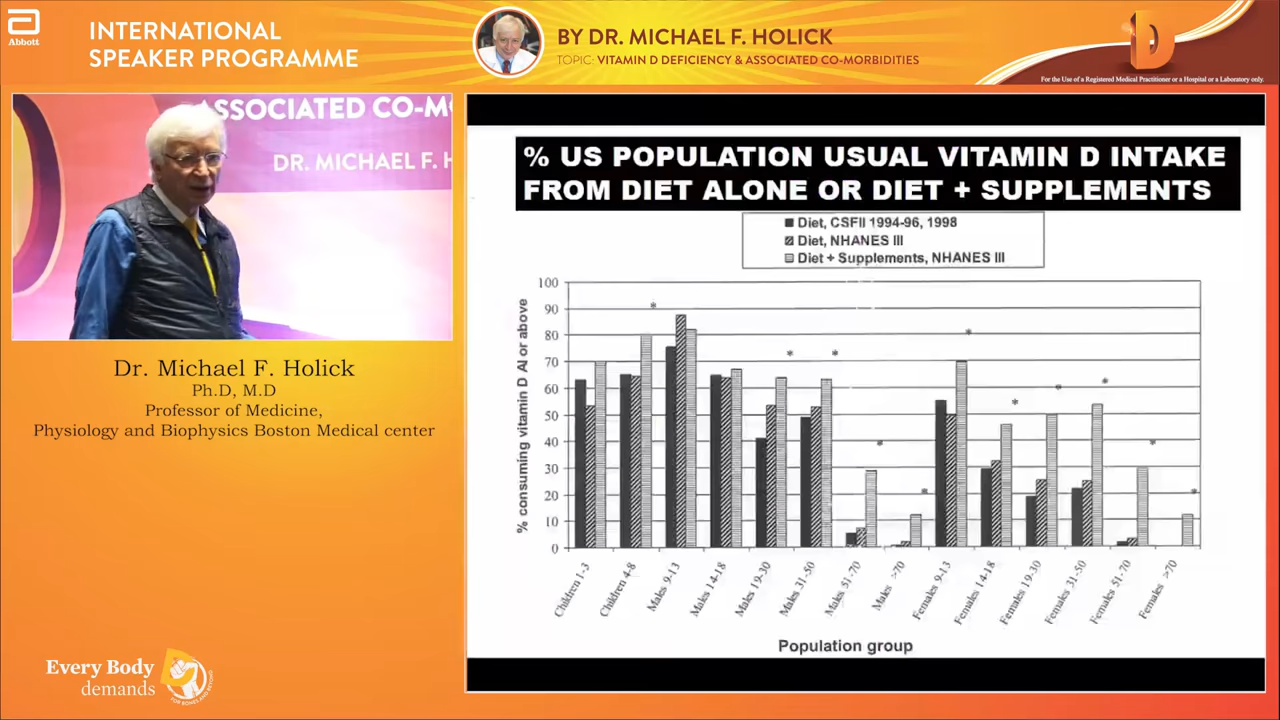 Abbott
INTERNATIONAL
SPEAKER PROGRAMME
BY DR. MICHAEL F. HOLICK
TOPIC: VITAMIN D DEFICIENCY & ASSOCIATED CO-MORBIDITIES
D
For the Use of a Registered Medical Practitioner or a Hospital or a Laboratory only.
ASSOCIATED CO-M
DR. MICHAEL F. H
Dr. Michael F. Holick
Ph.D, M.D
Professor of Medicine,
Physiology and Biophysics Boston Medical center
Every Body
demands
FOR BONES AND BEYOND
% US POPULATION USUAL VITAMIN D INTAKE
FROM DIET ALONE OR DIET + SUPPLEMENTS
Diet, CSFII 1994-96, 1998
Diet, NHANES III
Diet + Supplements, NHANES III
% consuming vitamin D AI or above
100
90
80
70
60
50
40
30
20
10
0
* * * * * * * * * * * *
Children 1-3
Children 4-8
Males 9-13
Males 14-18
Males 19-30
Males 31-50
Males 51-70
Males >70
Females 9-13
Females 14-18
Females 19-30
Females 31-50
Females 51-70
Females >70
Population group